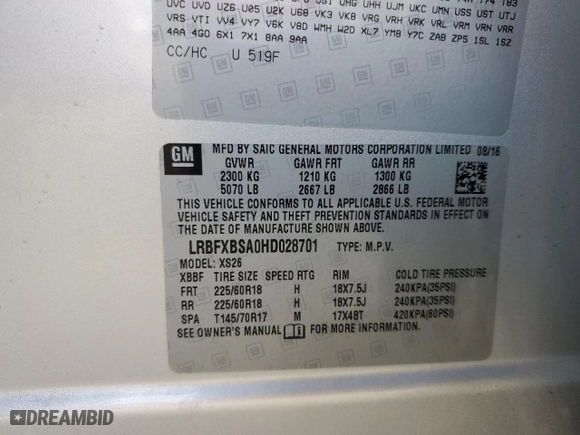 UVC UVD UZ6 U05 U2K U68 VK3 VK8 VRG VRH VRK VRL VRM VRN VRR
VRS VTI VV4 VY7 V6K V8D WMH W2D XL7 YM8 Y7C ZAB ZP5 1SL 1SZ
4AA 4GO 6X1 7X1 8AA 9AA
CC/HC U 519F
GM MFD BY SAIC GENERAL MOTORS CORPORATION LIMITED 08/16
GVWR GAWR FRT GAWR RR
2300 KG 1210 KG 1300 KG
5070 LB 2667 LB 2866 LB
THIS VEHICLE CONFORMS TO ALL APPLICABLE U.S. FEDERAL MOTOR
VEHICLE SAFETY AND THEFT PREVENTION STANDARDS IN EFFECT ON
THE DATE OF MANUFACTURE SHOWN ABOVE.
LRBFXBSA0HD028701 TYPE: M.P.V.
MODEL: XS26
XBBF TIRE SIZE SPEED RTG RIM COLD TIRE PRESSURE
FRT 225/60R18 H 18X7.5J 240KPA(35PSI)
RR 225/60R18 H 18X7.5J 240KPA(35PSI)
SPA T145/70R17 M 17X4BT 420KPA(60PSI)
SEE OWNER'S MANUAL FOR MORE INFORMATION
DREAMBID